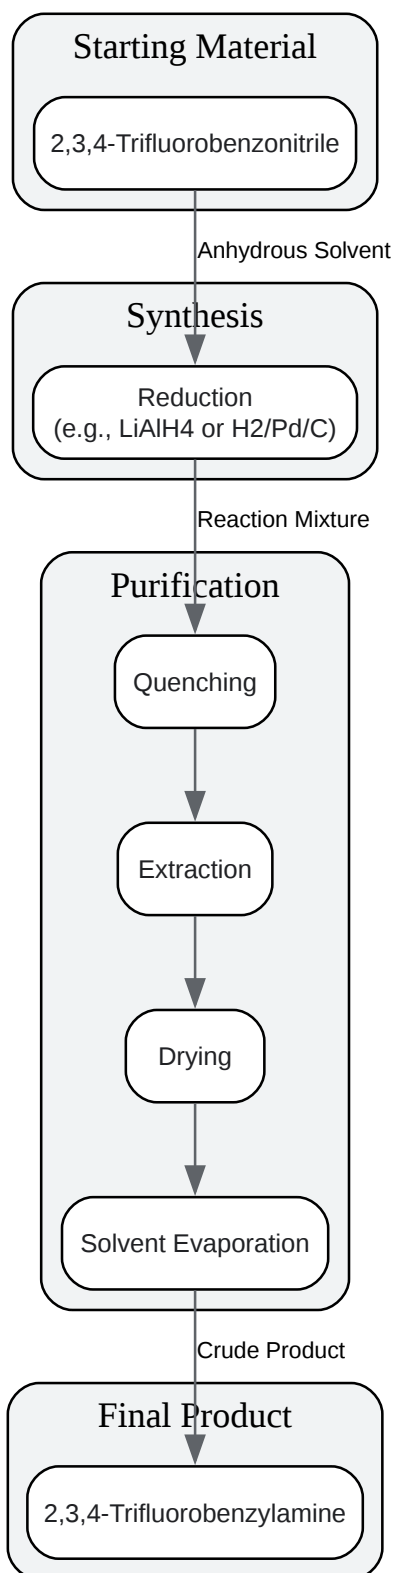 Starting Material
2,3,4-Trifluorobenzonitrile
Anhydrous Solvent
Synthesis
Reduction
(e.g., LiAlH4 or H2/Pd/C)
Reaction Mixture
Purification
Quenching
Extraction
Drying
Solvent Evaporation
Crude Product
Final Product
2,3,4-Trifluorobenzylamine